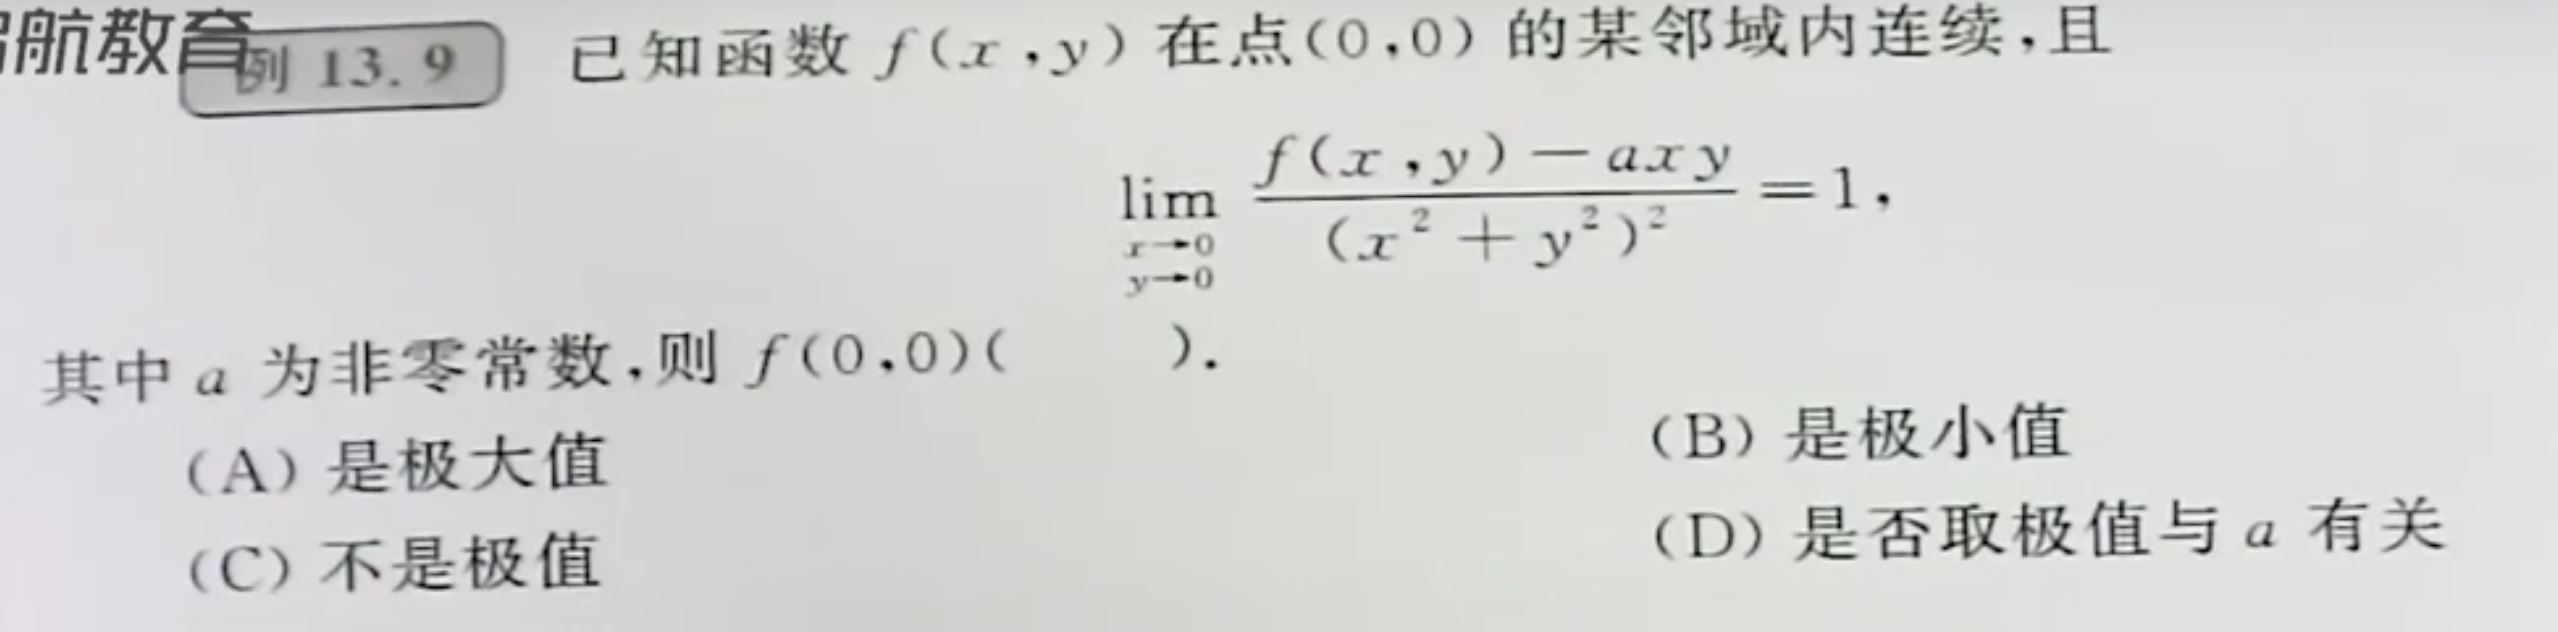 航教育
例 13.9 已知函数 f(x,y) 在点(0,0) 的某邻域内连续,且
lim x→0 y→0 f(x,y)-axy / (x²+y²)² =1,
其中 a 为非零常数,则 f(0,0)( ).
(A) 是极大值 (B) 是极小值
(C) 不是极值 (D) 是否取极值与 a 有关